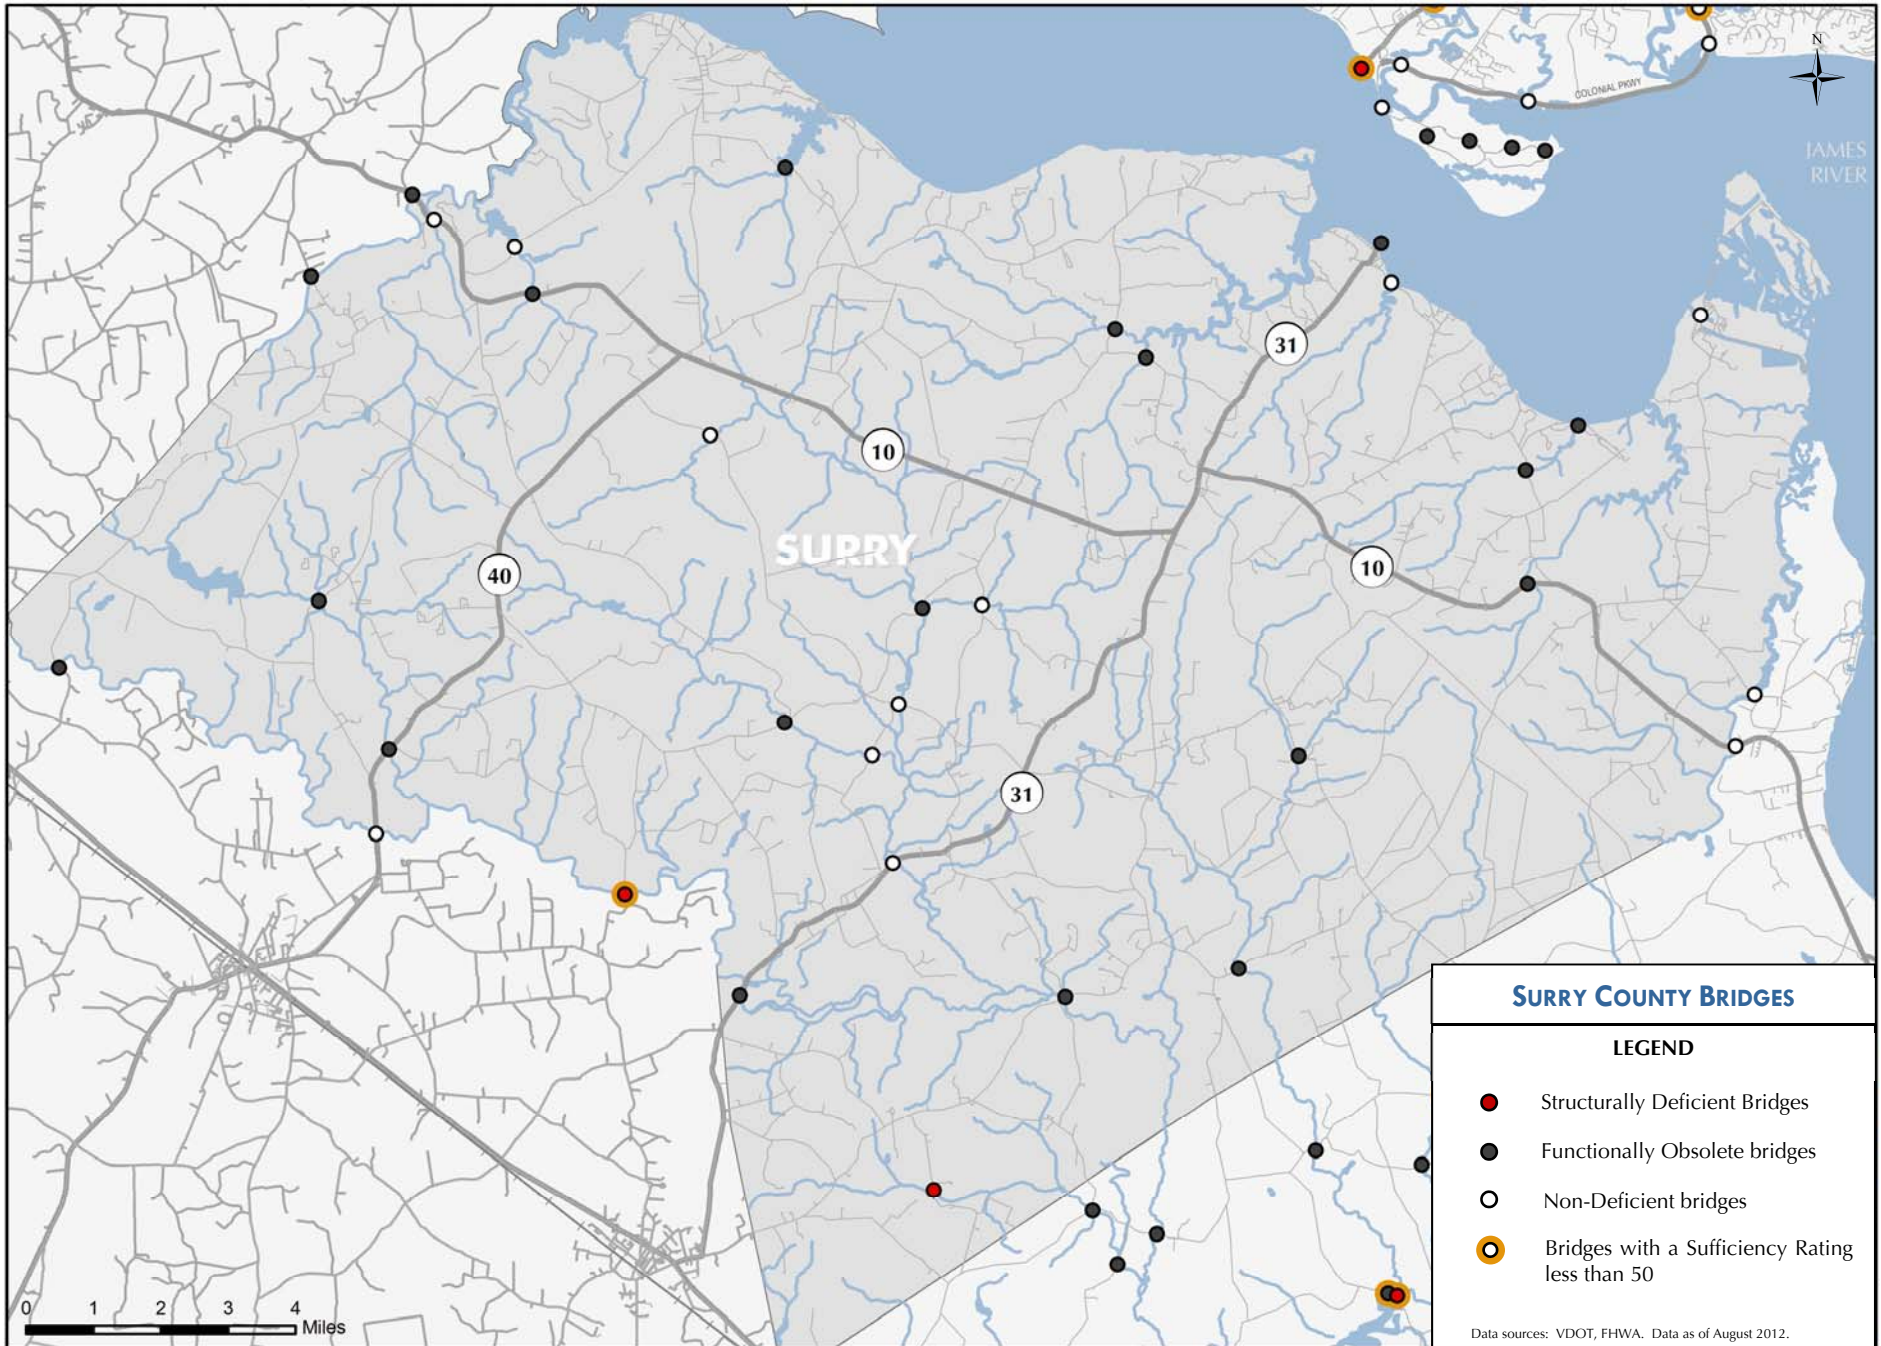 N
COLONIAL PKWY
JAMES
RIVER
31
10
SURRY
40
10
31
SURRY COUNTY BRIDGES
LEGEND
Structurally Deficient Bridges
Functionally Obsolete bridges
Non-Deficient bridges
Bridges with a Sufficiency Rating
less than 50
0 1 2 3 4
Miles
Data sources: VDOT, FHWA. Data as of August 2012.